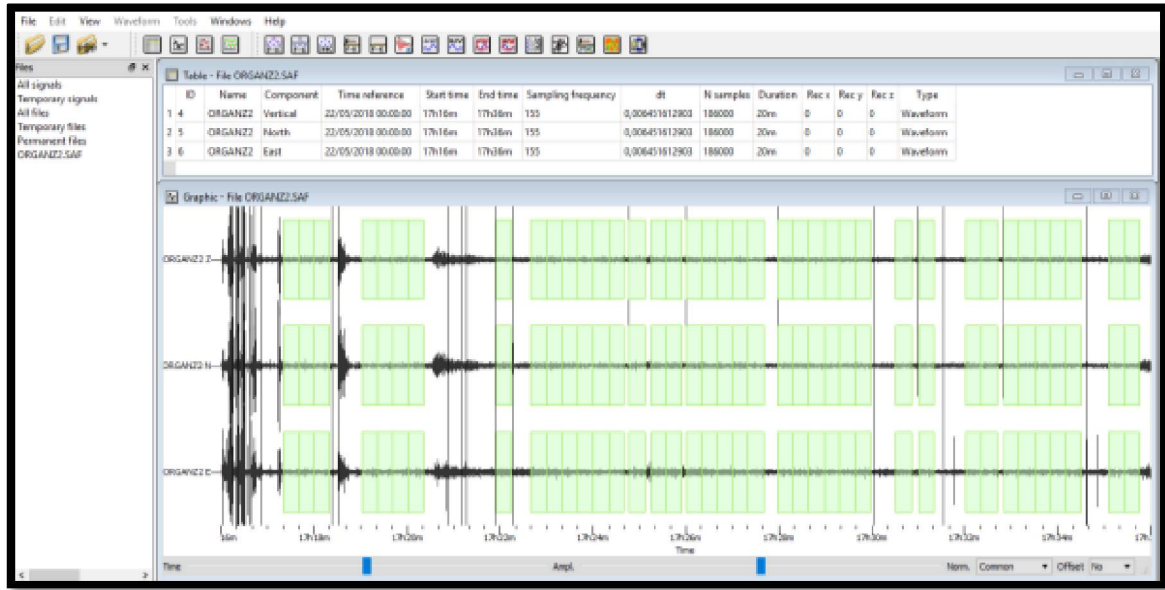 File Edit View Waveform Tools Windows Help
Files
All signals
Temporary signals
All files
Temporary files
Permanent files
ORGANZ2.SAF
Table - File ORGANZ2.SAF
ID Name Component Time reference Start time End time Sampling frequency dt N samples Duration Rec x Rec y Rec z Type
1 4 ORGANZ2 Vertical 22/05/2018 00:00:00 17h16m 17h36m 155 0,006451612903 186000 20m 0 0 0 Waveform
2 5 ORGANZ2 North 22/05/2018 00:00:00 17h16m 17h36m 155 0,006451612903 186000 20m 0 0 0 Waveform
3 6 ORGANZ2 East 22/05/2018 00:00:00 17h16m 17h36m 155 0,006451612903 186000 20m 0 0 0 Waveform
Graphic - File ORGANZ2.SAF
ORGANZ2 Z
ORGANZ2 N
ORGANZ2 E
16m 17h18m 17h20m 17h22m 17h24m 17h26m 17h28m 17h30m 17h32m 17h34m 17h
Time
Time Ampl. Norm. Common Offset No